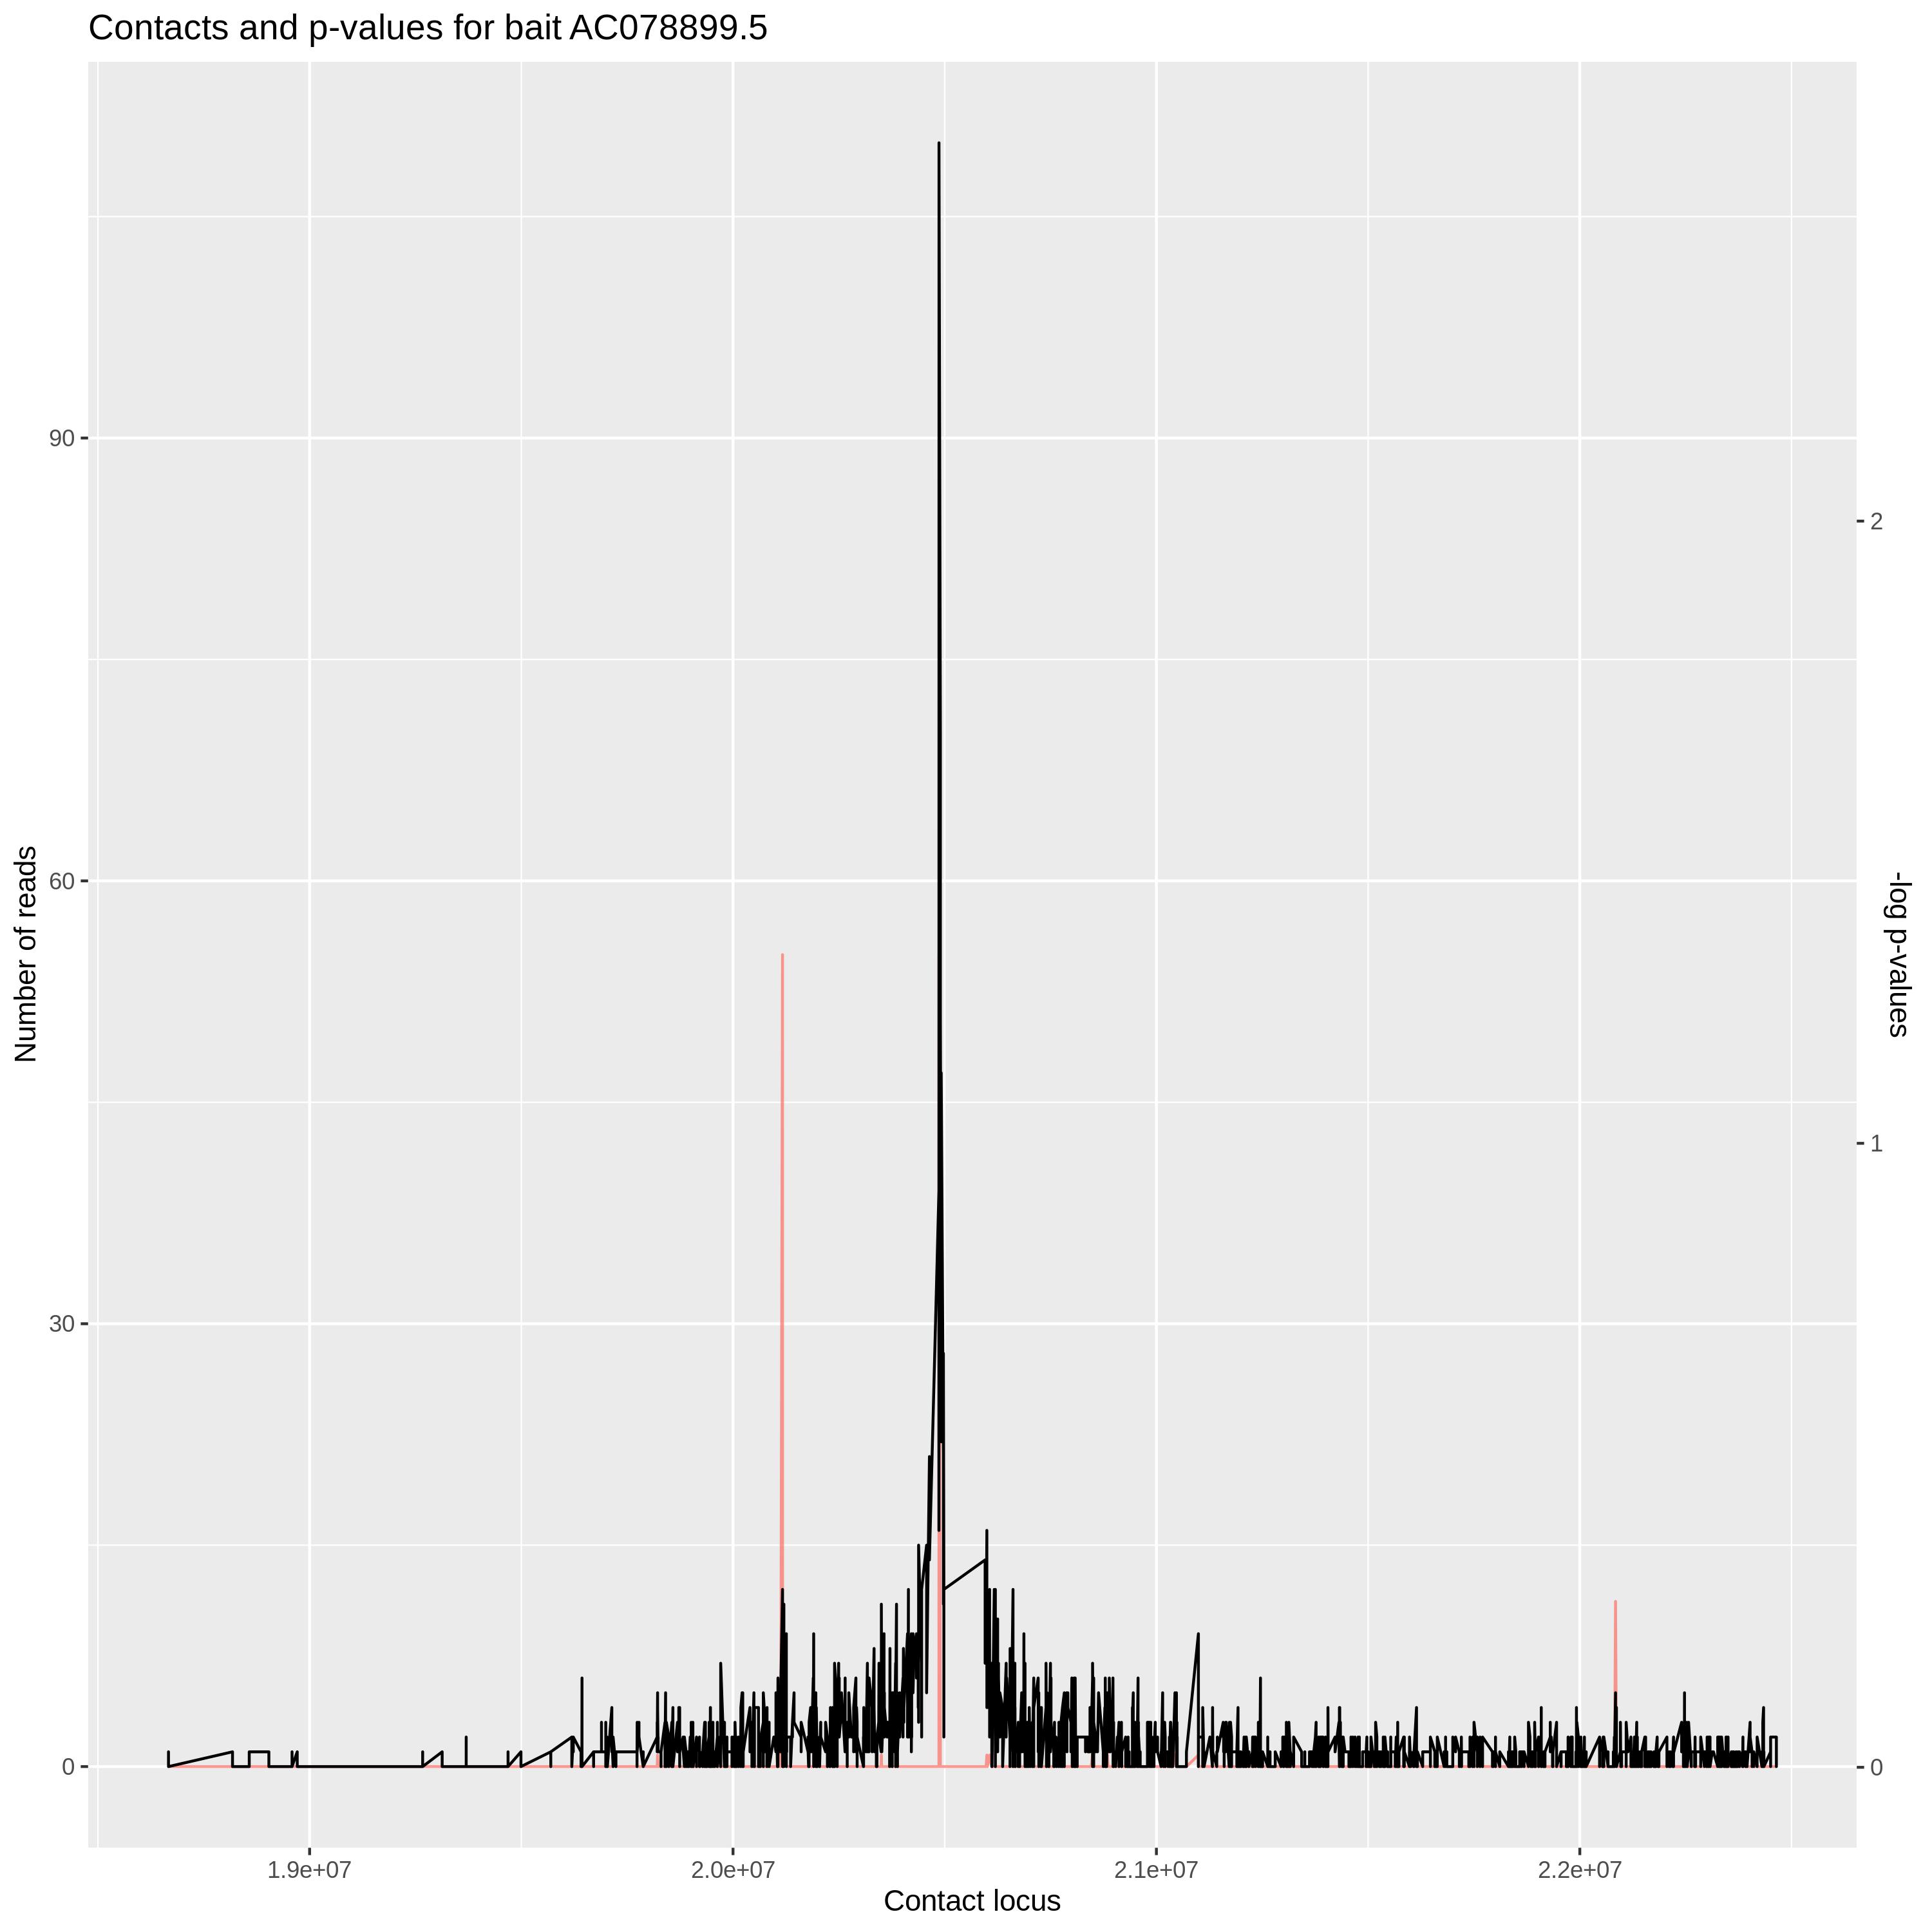 Contacts and p-values for bait AC078899.5
90
60
30
0
Number of reads
2
1
0
-log p-values
1.9e+07
2.0e+07
2.1e+07
2.2e+07
Contact locus